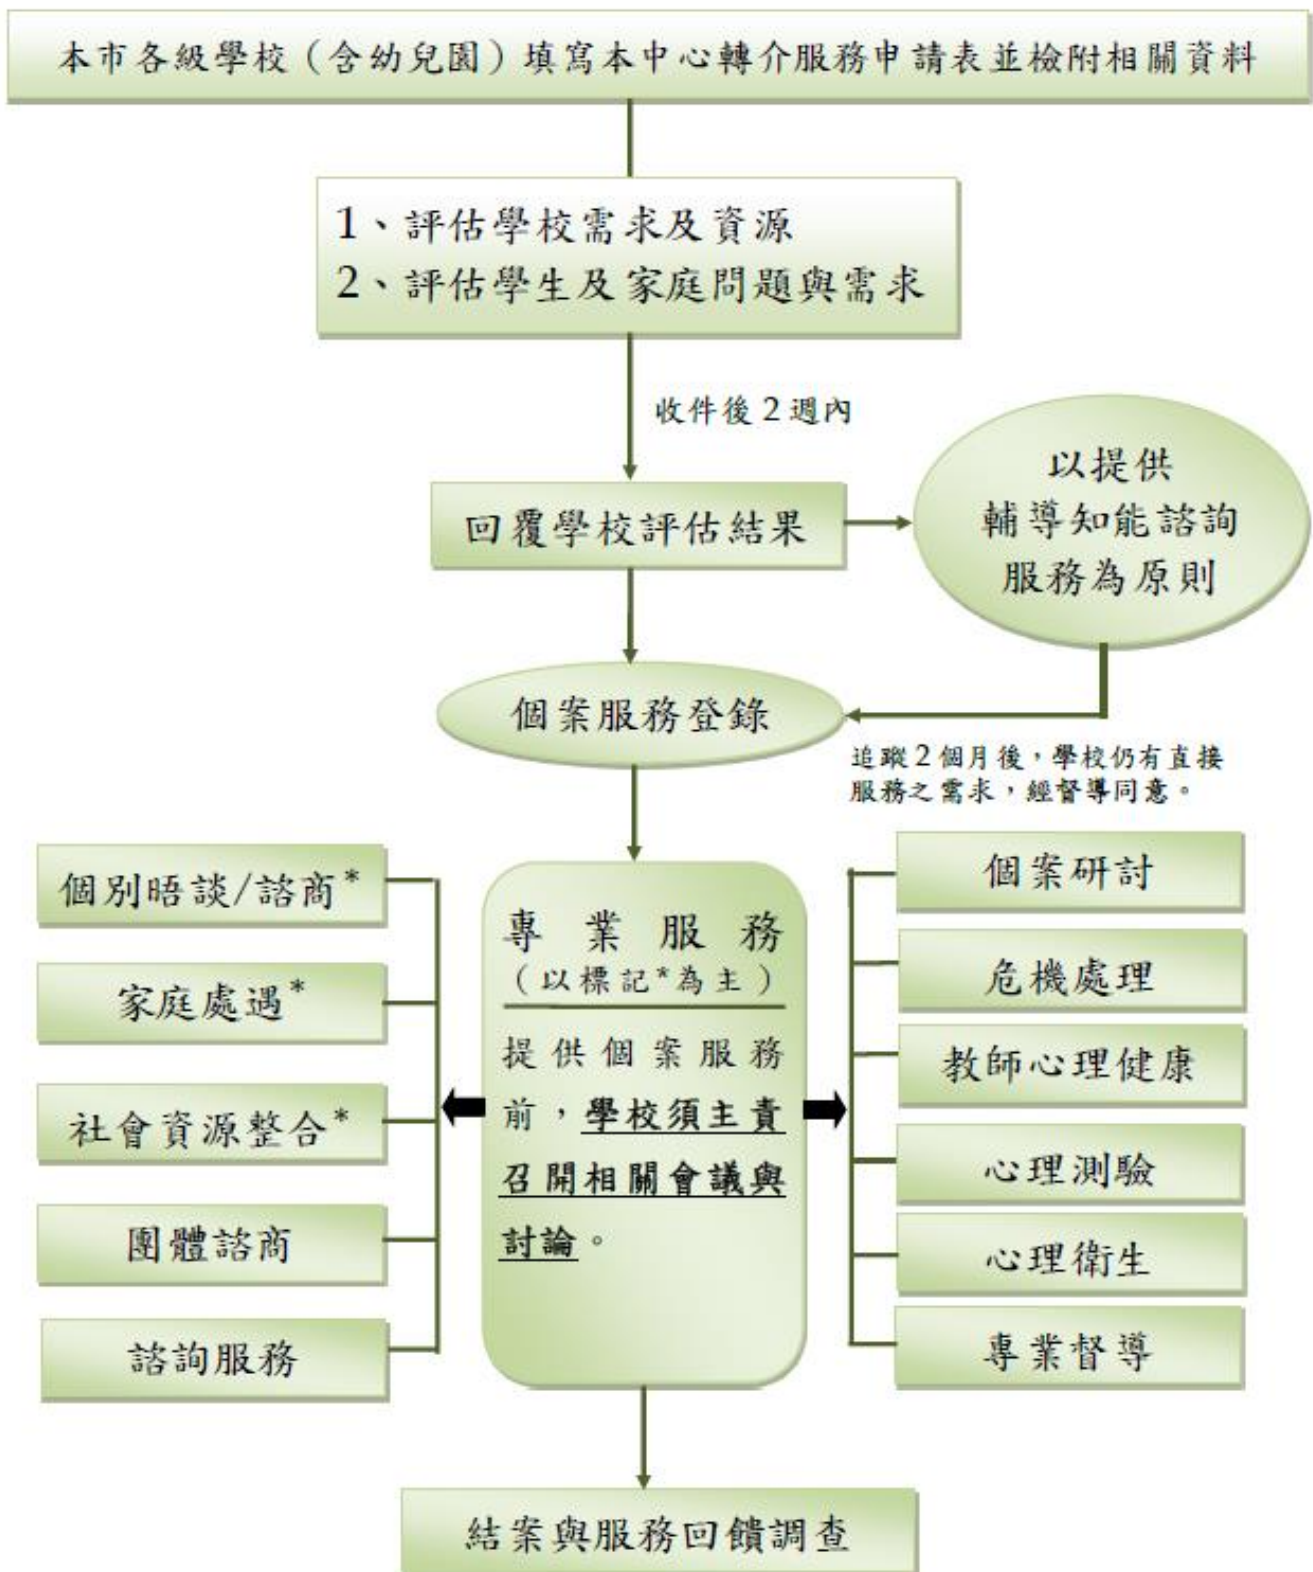 本市各級學校（含幼兒園）填寫本中心轉介服務申請表並檢附相關資料
1、評估學校需求及資源
2、評估學生及家庭問題與需求
收件後2週內
回覆學校評估結果
以提供
輔導知能諮詢
服務為原則
個案服務登錄
追蹤2個月後，學校仍有直接
服務之需求，經督導同意。
個別晤談/諮商*
家庭處遇*
社會資源整合*
團體諮商
諮詢服務
專業服務
（以標記*為主）
提供個案服務
前，學校須主責
召開相關會議與
討論。
個案研討
危機處理
教師心理健康
心理測驗
心理衛生
專業督導
結案與服務回饋調查